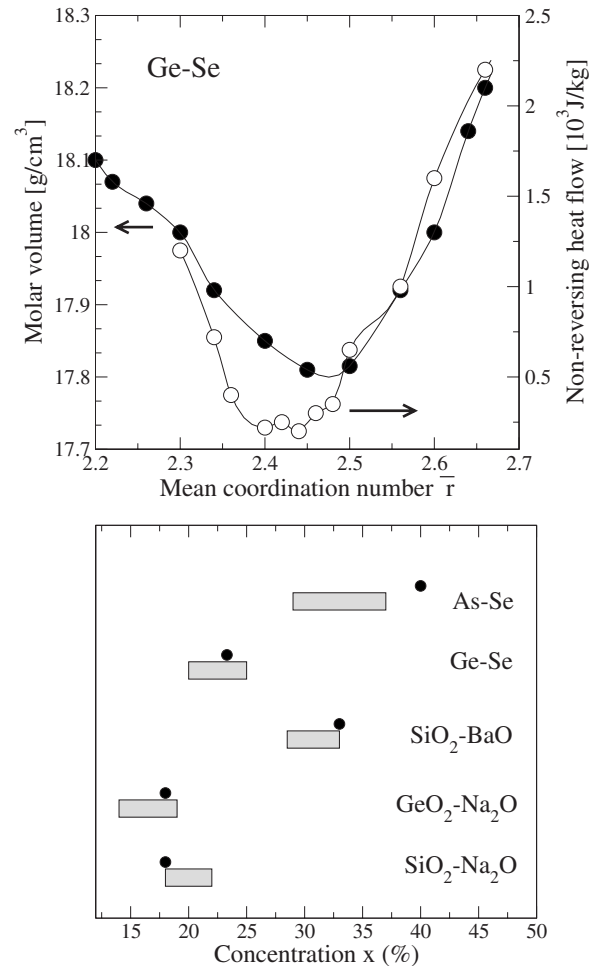 Ge-Se
18.3
18.2
18.1
18
17.9
17.8
17.7
Molar volume [g/cm³]
2.5
2
1.5
1
0.5
Non-reversing heat flow [10³J/kg]
2.2 2.3 2.4 2.5 2.6 2.7
Mean coordination number r̅
As-Se
Ge-Se
SiO₂-BaO
GeO₂-Na₂O
SiO₂-Na₂O
15 20 25 30 35 40 45 50
Concentration x (%)